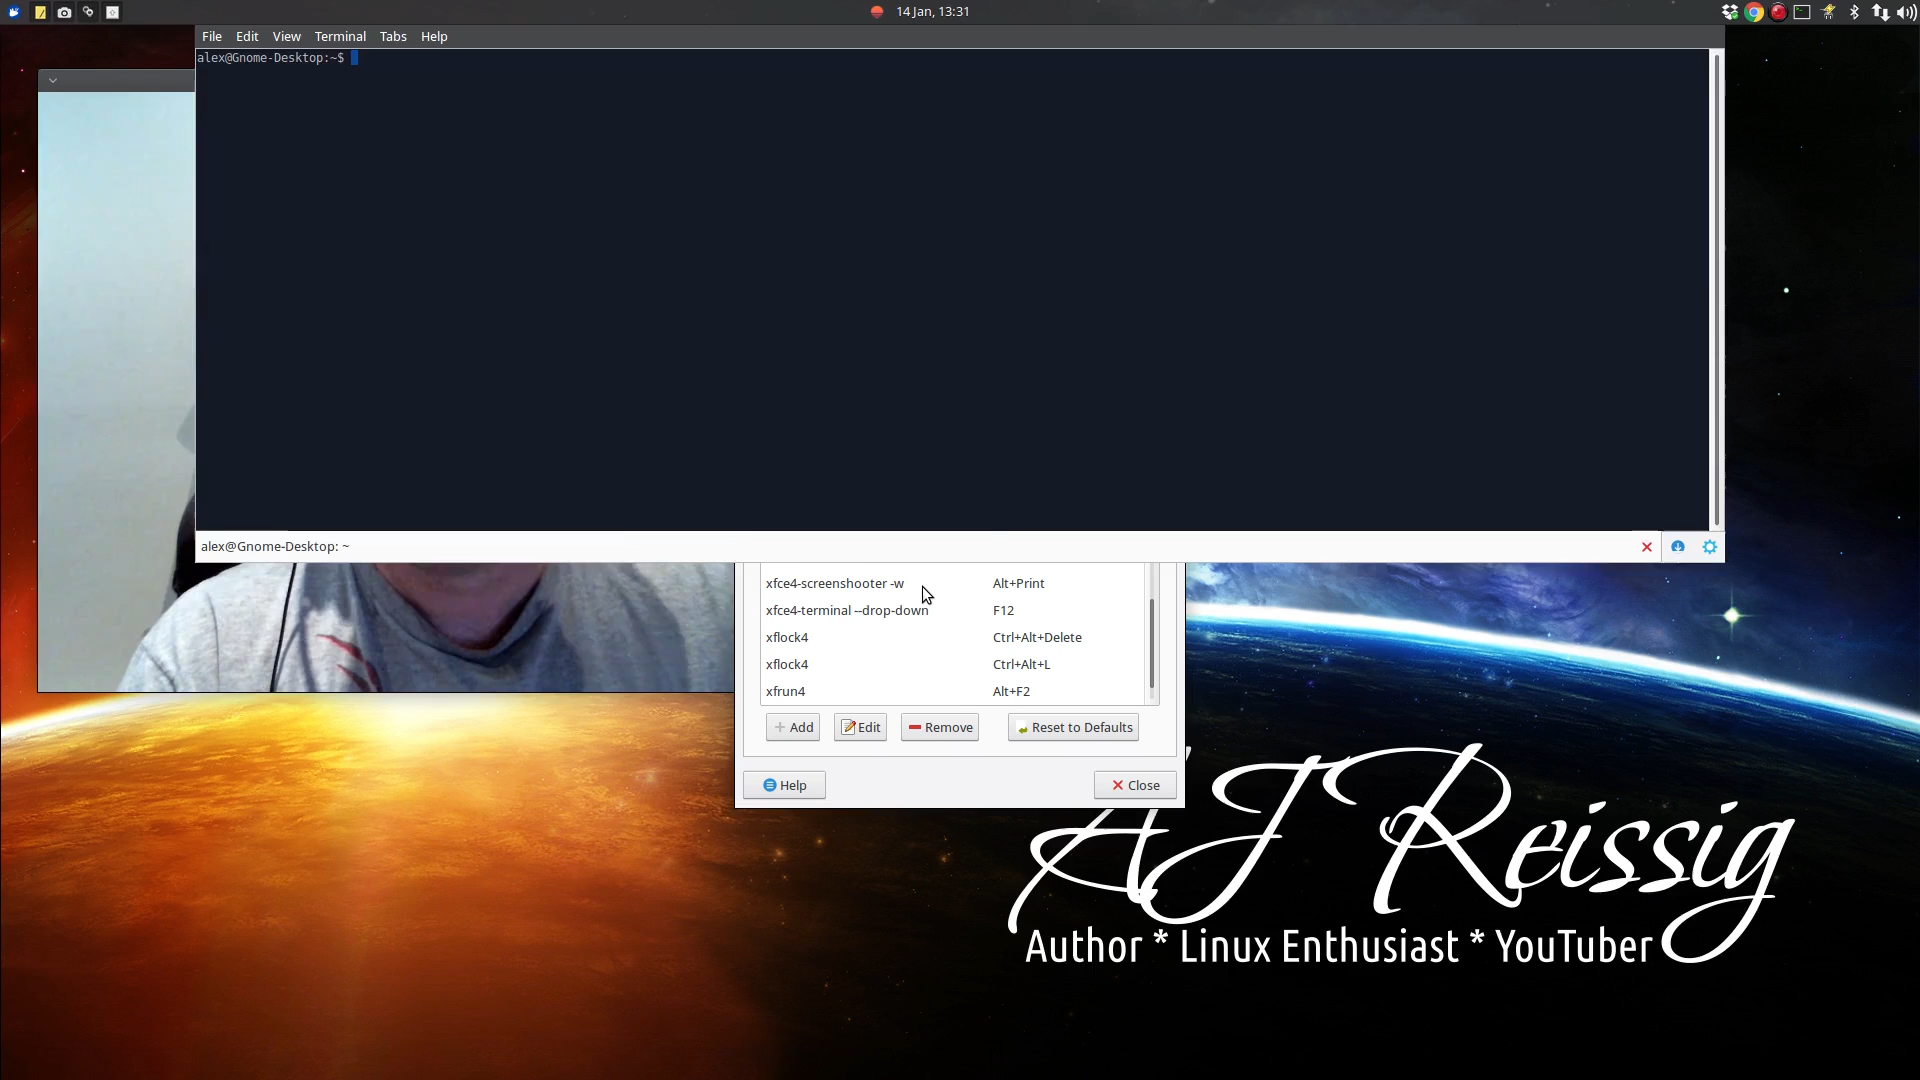 14 Jan, 13:31
File Edit View Terminal Tabs Help
alex@Gnome-Desktop:~$
alex@Gnome-Desktop: ~
xfce4-screenshooter -w Alt+Print
xfce4-terminal --drop-down F12
xflock4 Ctrl+Alt+Delete
xflock4 Ctrl+Alt+L
xfrun4 Alt+F2
Add Edit Remove Reset to Defaults
Help Close
AJ Reissig
Author * Linux Enthusiast * YouTuber